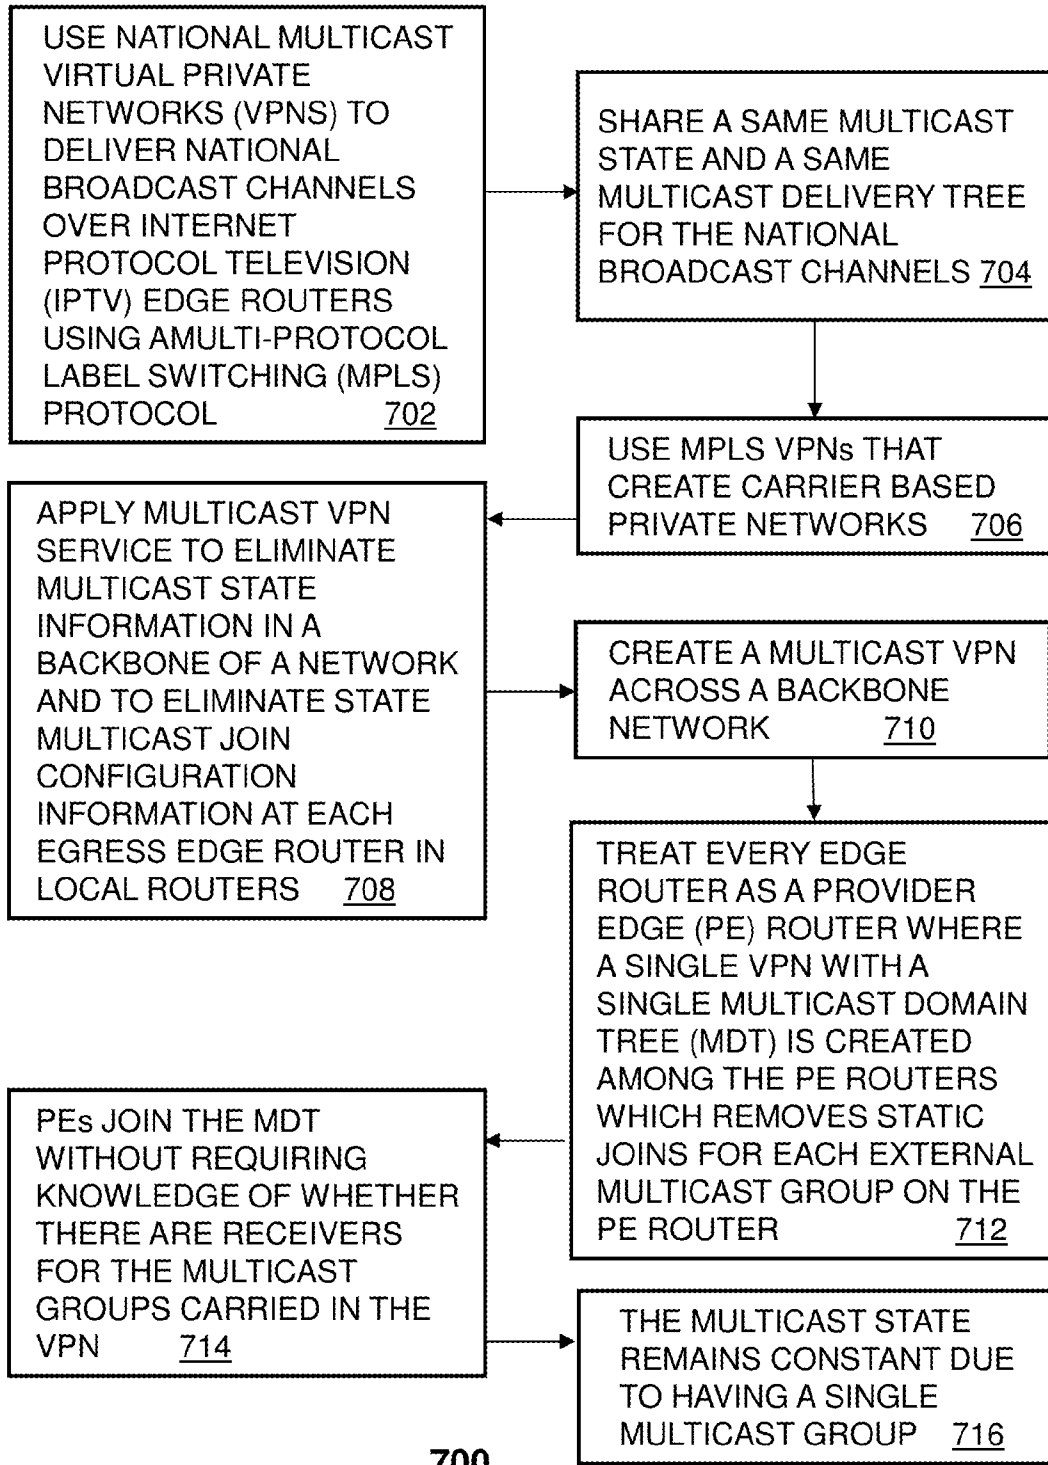 USE NATIONAL MULTICAST
VIRTUAL PRIVATE
NETWORKS (VPNS) TO
DELIVER NATIONAL
BROADCAST CHANNELS
OVER INTERNET
PROTOCOL TELEVISION
(IPTV) EDGE ROUTERS
USING AMULTI-PROTOCOL
LABEL SWITCHING (MPLS)
PROTOCOL 702
SHARE A SAME MULTICAST
STATE AND A SAME
MULTICAST DELIVERY TREE
FOR THE NATIONAL
BROADCAST CHANNELS 704
USE MPLS VPNs THAT
CREATE CARRIER BASED
PRIVATE NETWORKS 706
APPLY MULTICAST VPN
SERVICE TO ELIMINATE
MULTICAST STATE
INFORMATION IN A
BACKBONE OF A NETWORK
AND TO ELIMINATE STATE
MULTICAST JOIN
CONFIGURATION
INFORMATION AT EACH
EGRESS EDGE ROUTER IN
LOCAL ROUTERS 708
CREATE A MULTICAST VPN
ACROSS A BACKBONE
NETWORK 710
TREAT EVERY EDGE
ROUTER AS A PROVIDER
EDGE (PE) ROUTER WHERE
A SINGLE VPN WITH A
SINGLE MULTICAST DOMAIN
TREE (MDT) IS CREATED
AMONG THE PE ROUTERS
WHICH REMOVES STATIC
JOINS FOR EACH EXTERNAL
MULTICAST GROUP ON THE
PE ROUTER 712
PEs JOIN THE MDT
WITHOUT REQUIRING
KNOWLEDGE OF WHETHER
THERE ARE RECEIVERS
FOR THE MULTICAST
GROUPS CARRIED IN THE
VPN 714
THE MULTICAST STATE
REMAINS CONSTANT DUE
TO HAVING A SINGLE
MULTICAST GROUP 716
700